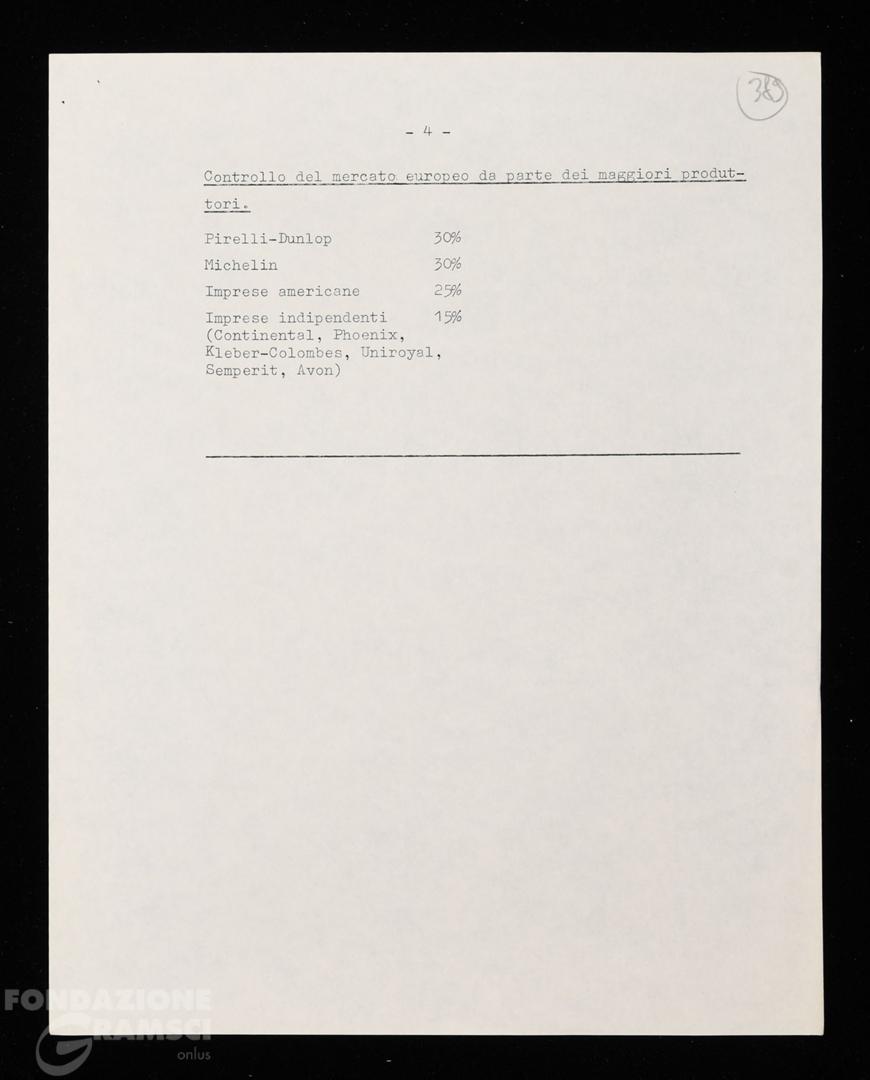 389
- 4 -
Controllo del mercato europeo da parte dei maggiori produt-
tori.
Pirelli-Dunlop 30%
Michelin 30%
Imprese americane 25%
Imprese indipendenti 15%
(Continental, Phoenix,
Kleber-Colombes, Uniroyal,
Semperit, Avon)
FONDAZIONE
GRAMSCI
onlus